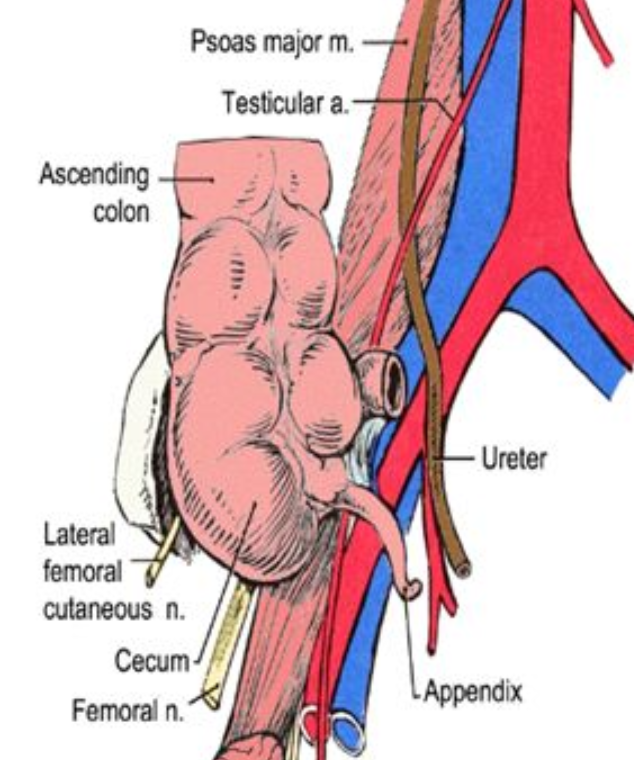 Psoas major m.
Testicular a.
Ascending
colon
Ureter
Lateral
femoral
cutaneous n.
Cecum
Appendix
Femoral n.